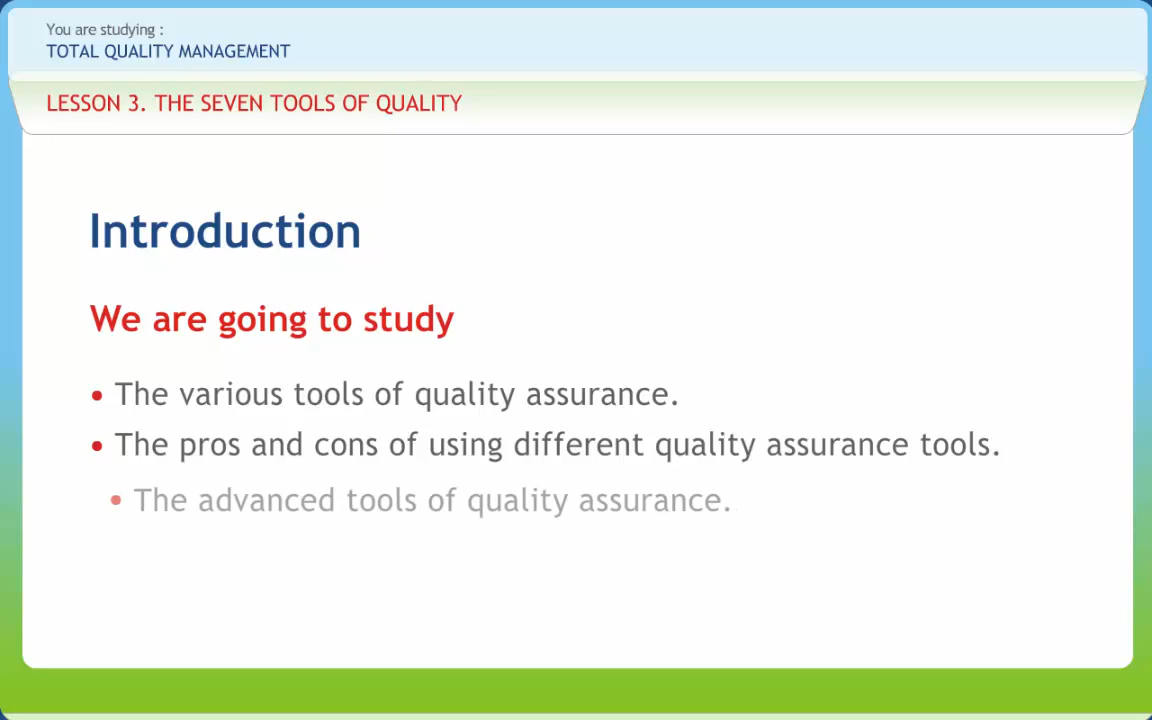 You are studying :
TOTAL QUALITY MANAGEMENT
LESSON 3. THE SEVEN TOOLS OF QUALITY
Introduction
We are going to study
• The various tools of quality assurance.
• The pros and cons of using different quality assurance tools.
• The advanced tools of quality assurance.